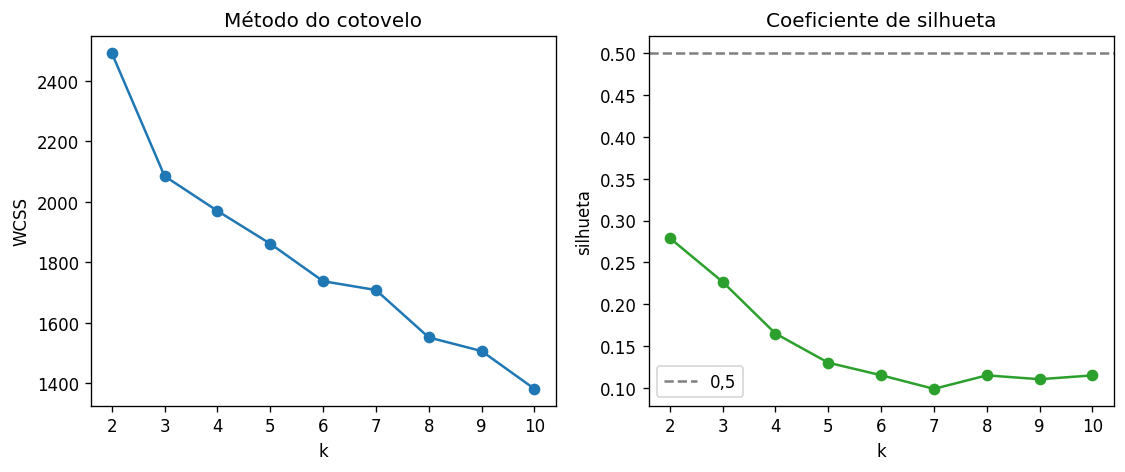 Método do cotovelo
WCSS
2400
2200
2000
1800
1600
1400
2 3 4 5 6 7 8 9 10
k
Coeficiente de silhueta
silhueta
0.50
0.45
0.40
0.35
0.30
0.25
0.20
0.15
0.10
0,5
2 3 4 5 6 7 8 9 10
k